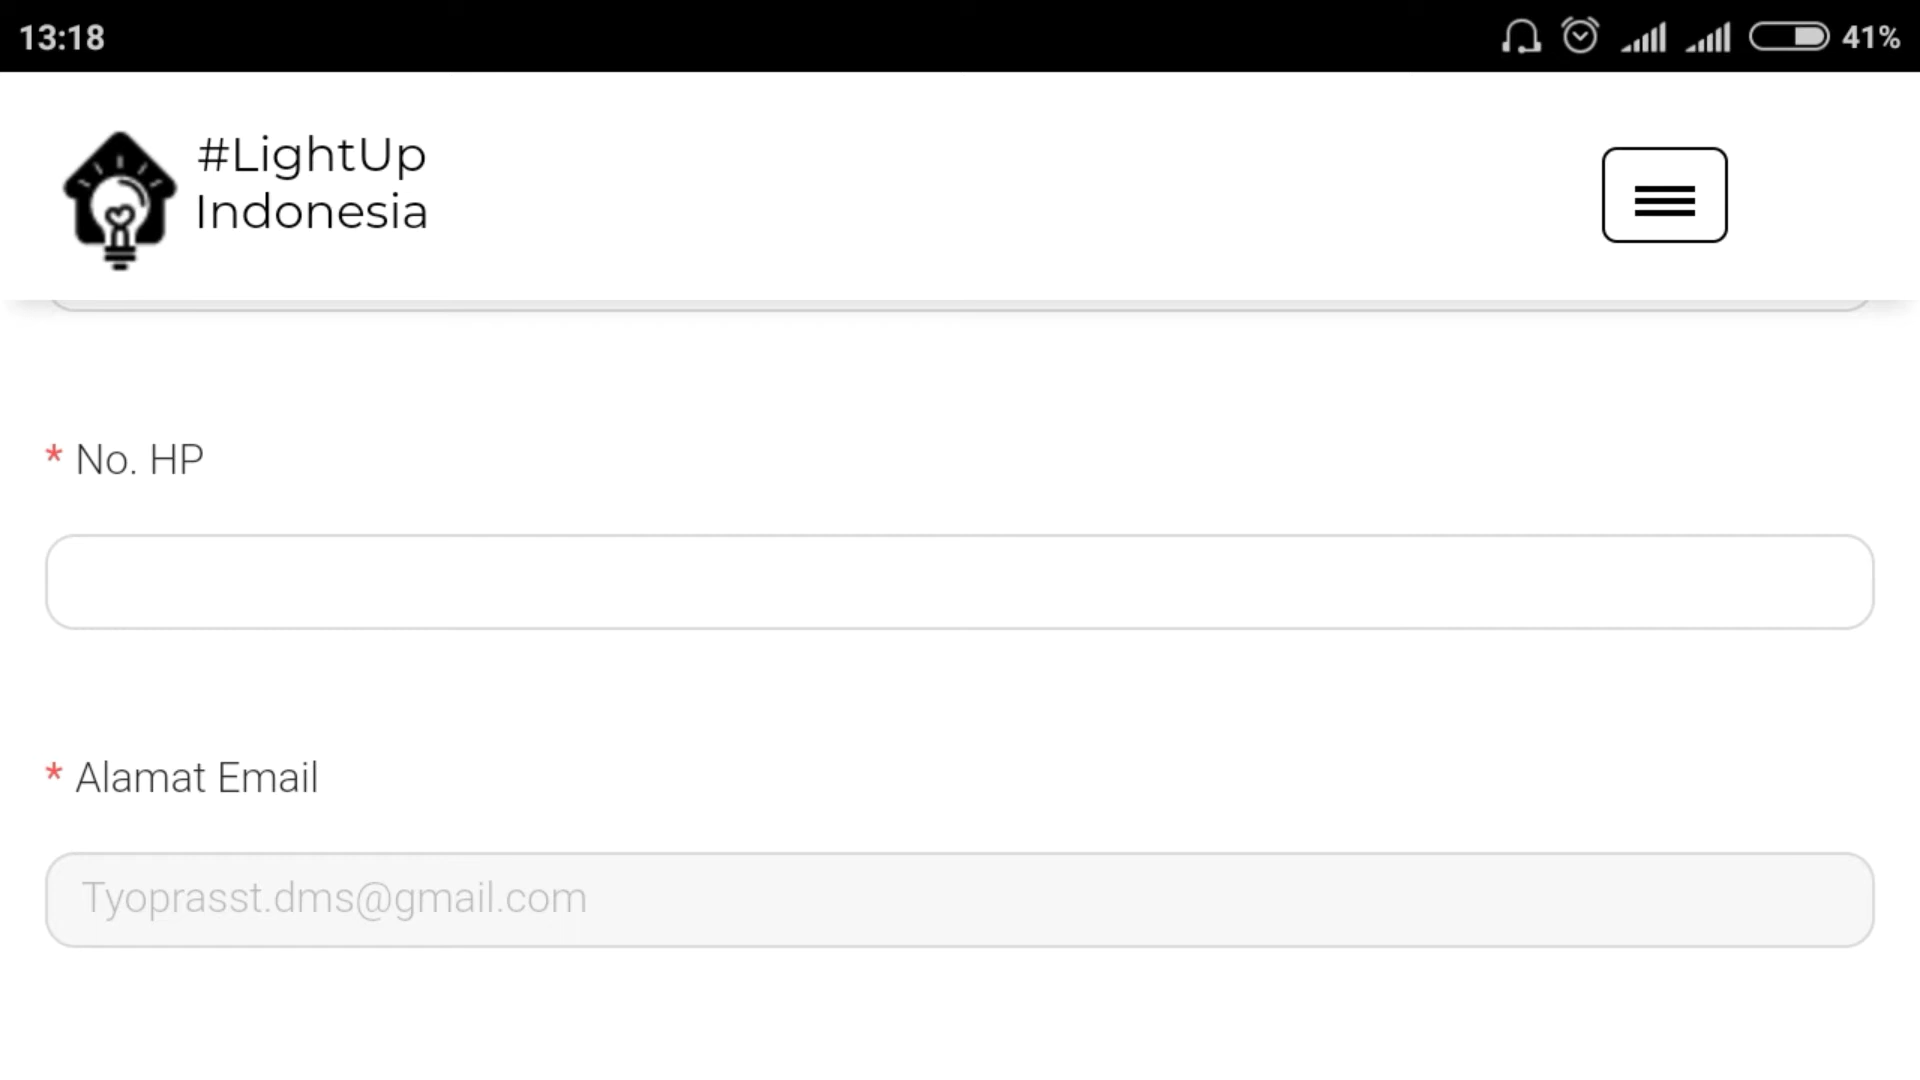 13:18
41%
#LightUp
Indonesia
* No. HP
* Alamat Email
Tyoprasst.dms@gmail.com